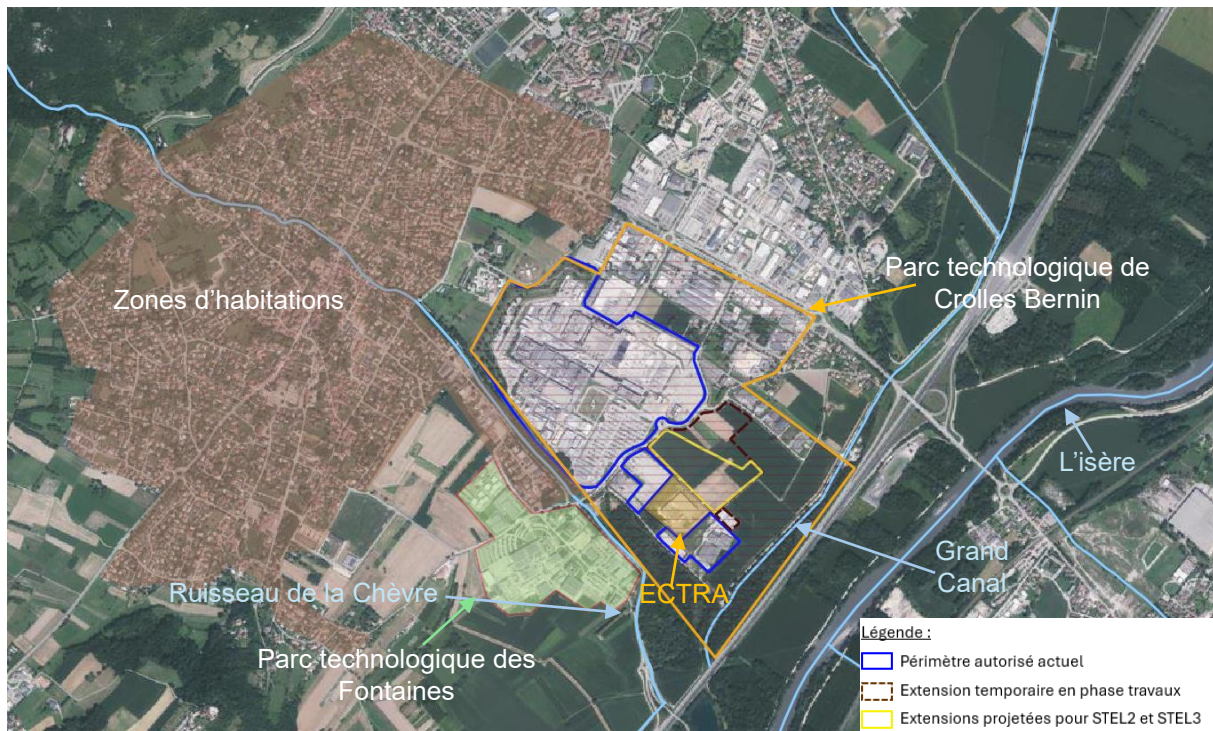 Zones d'habitations
Parc technologique de
Crolles Bernin
L'isère
Grand
Canal
ECTRA
Ruisseau de la Chèvre
Parc technologique des
Fontaines
Légende :
Périmètre autorisé actuel
Extension temporaire en phase travaux
Extensions projetées pour STEL2 et STEL3